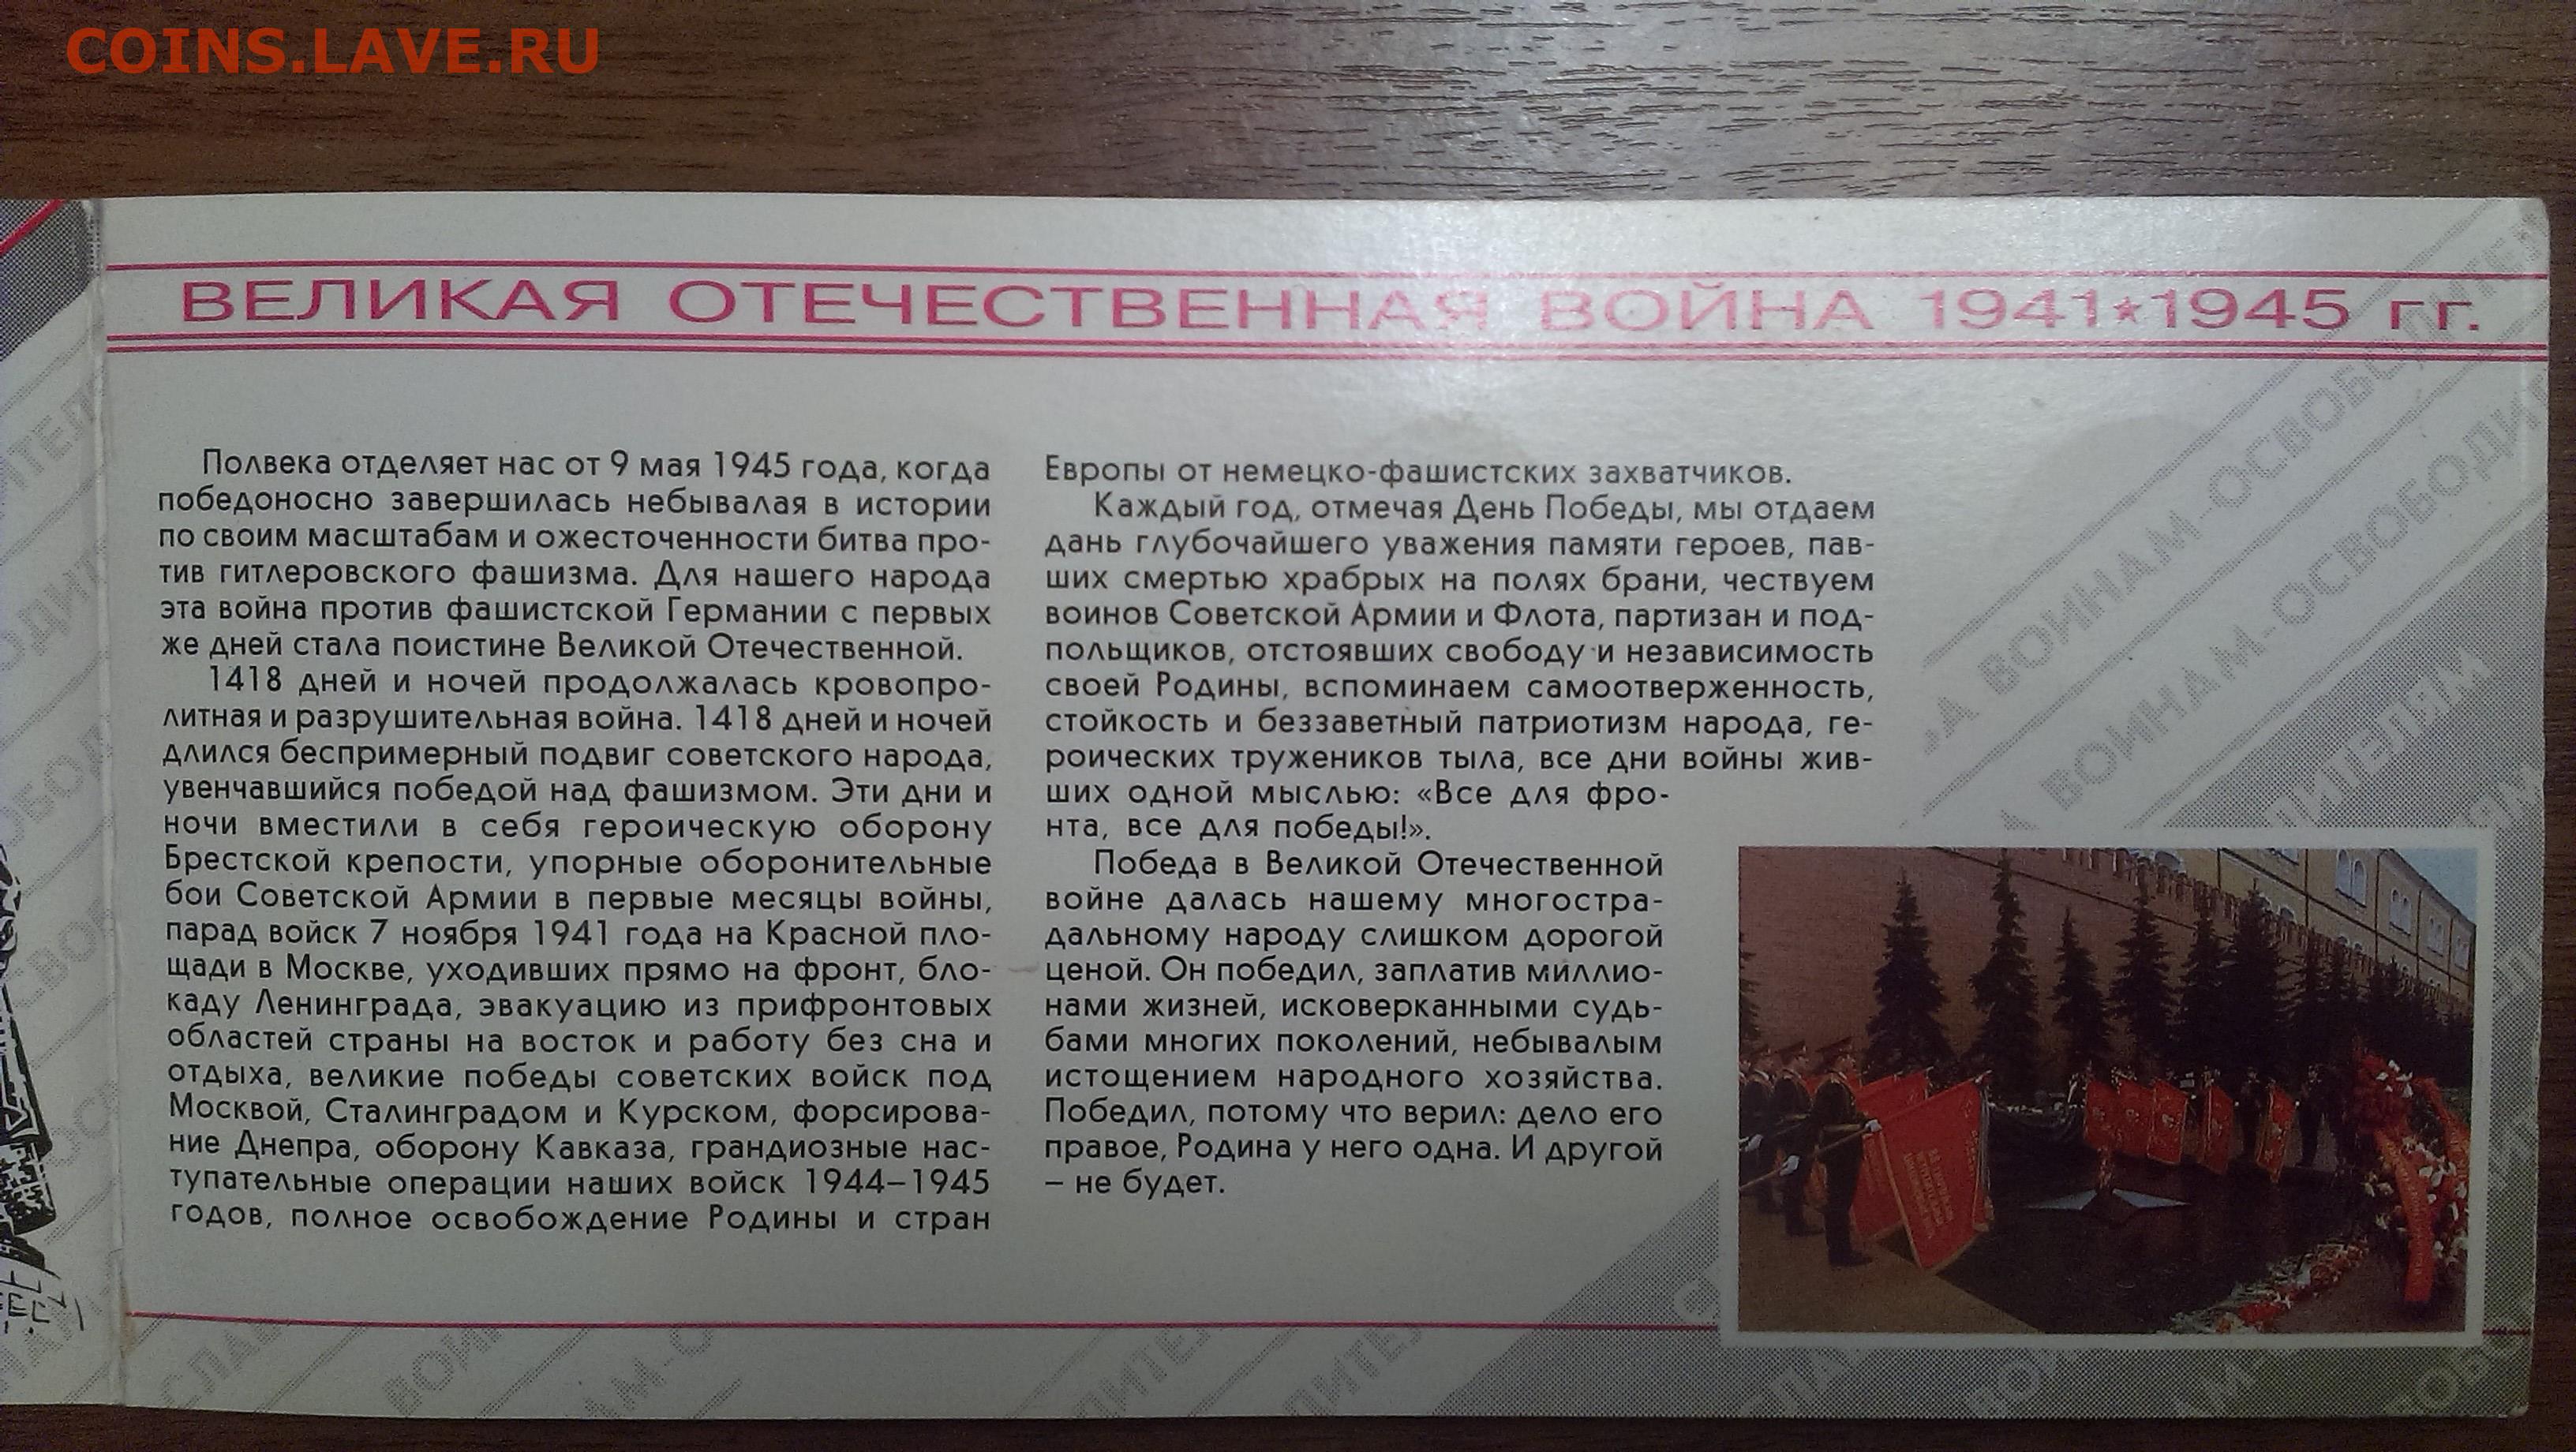 COINS.LAVE.RU
ВЕЛИКАЯ ОТЕЧЕСТВЕННАЯ ВОЙНА 1941★1945 гг.
Полвека отделяет нас от 9 мая 1945 года, когда
победоносно завершилась небывалая в истории
по своим масштабам и ожесточенности битва про-
тив гитлеровского фашизма. Для нашего народа
эта война против фашистской Германии с первых
же дней стала поистине Великой Отечественной.
1418 дней и ночей продолжалась кровопро-
литная и разрушительная война. 1418 дней и ночей
длился беспримерный подвиг советского народа,
увенчавшийся победой над фашизмом. Эти дни и
ночи вместили в себя героическую оборону
Брестской крепости, упорные оборонительные
бои Советской Армии в первые месяцы войны,
парад войск 7 ноября 1941 года на Красной пло-
щади в Москве, уходивших прямо на фронт, бло-
каду Ленинграда, эвакуацию из прифронтовых
областей страны на восток и работу без сна и
отдыха, великие победы советских войск под
Москвой, Сталинградом и Курском, форсирова-
ние Днепра, оборону Кавказа, грандиозные нас-
тупательные операции наших войск 1944–1945
годов, полное освобождение Родины и стран
Европы от немецко-фашистских захватчиков.
Каждый год, отмечая День Победы, мы отдаем
дань глубочайшего уважения памяти героев, пав-
ших смертью храбрых на полях брани, чествуем
воинов Советской Армии и Флота, партизан и под-
польщиков, отстоявших свободу и независимость
своей Родины, вспоминаем самоотверженность,
стойкость и беззаветный патриотизм народа, ге-
роических тружеников тыла, все дни войны жив-
ших одной мыслью: «Все для фро-
нта, все для победы!».
Победа в Великой Отечественной
войне далась нашему многостра-
дальному народу слишком дорогой
ценой. Он победил, заплатив миллио-
нами жизней, исковерканными судь-
бами многих поколений, небывалым
истощением народного хозяйства.
Победил, потому что верил: дело его
правое, Родина у него одна. И другой
– не будет.
ВОИНАМ-ОСВОБОДИТЕЛ
ВОИНАМ-ОСВОБОДИ
ДИТЕЛЯМ